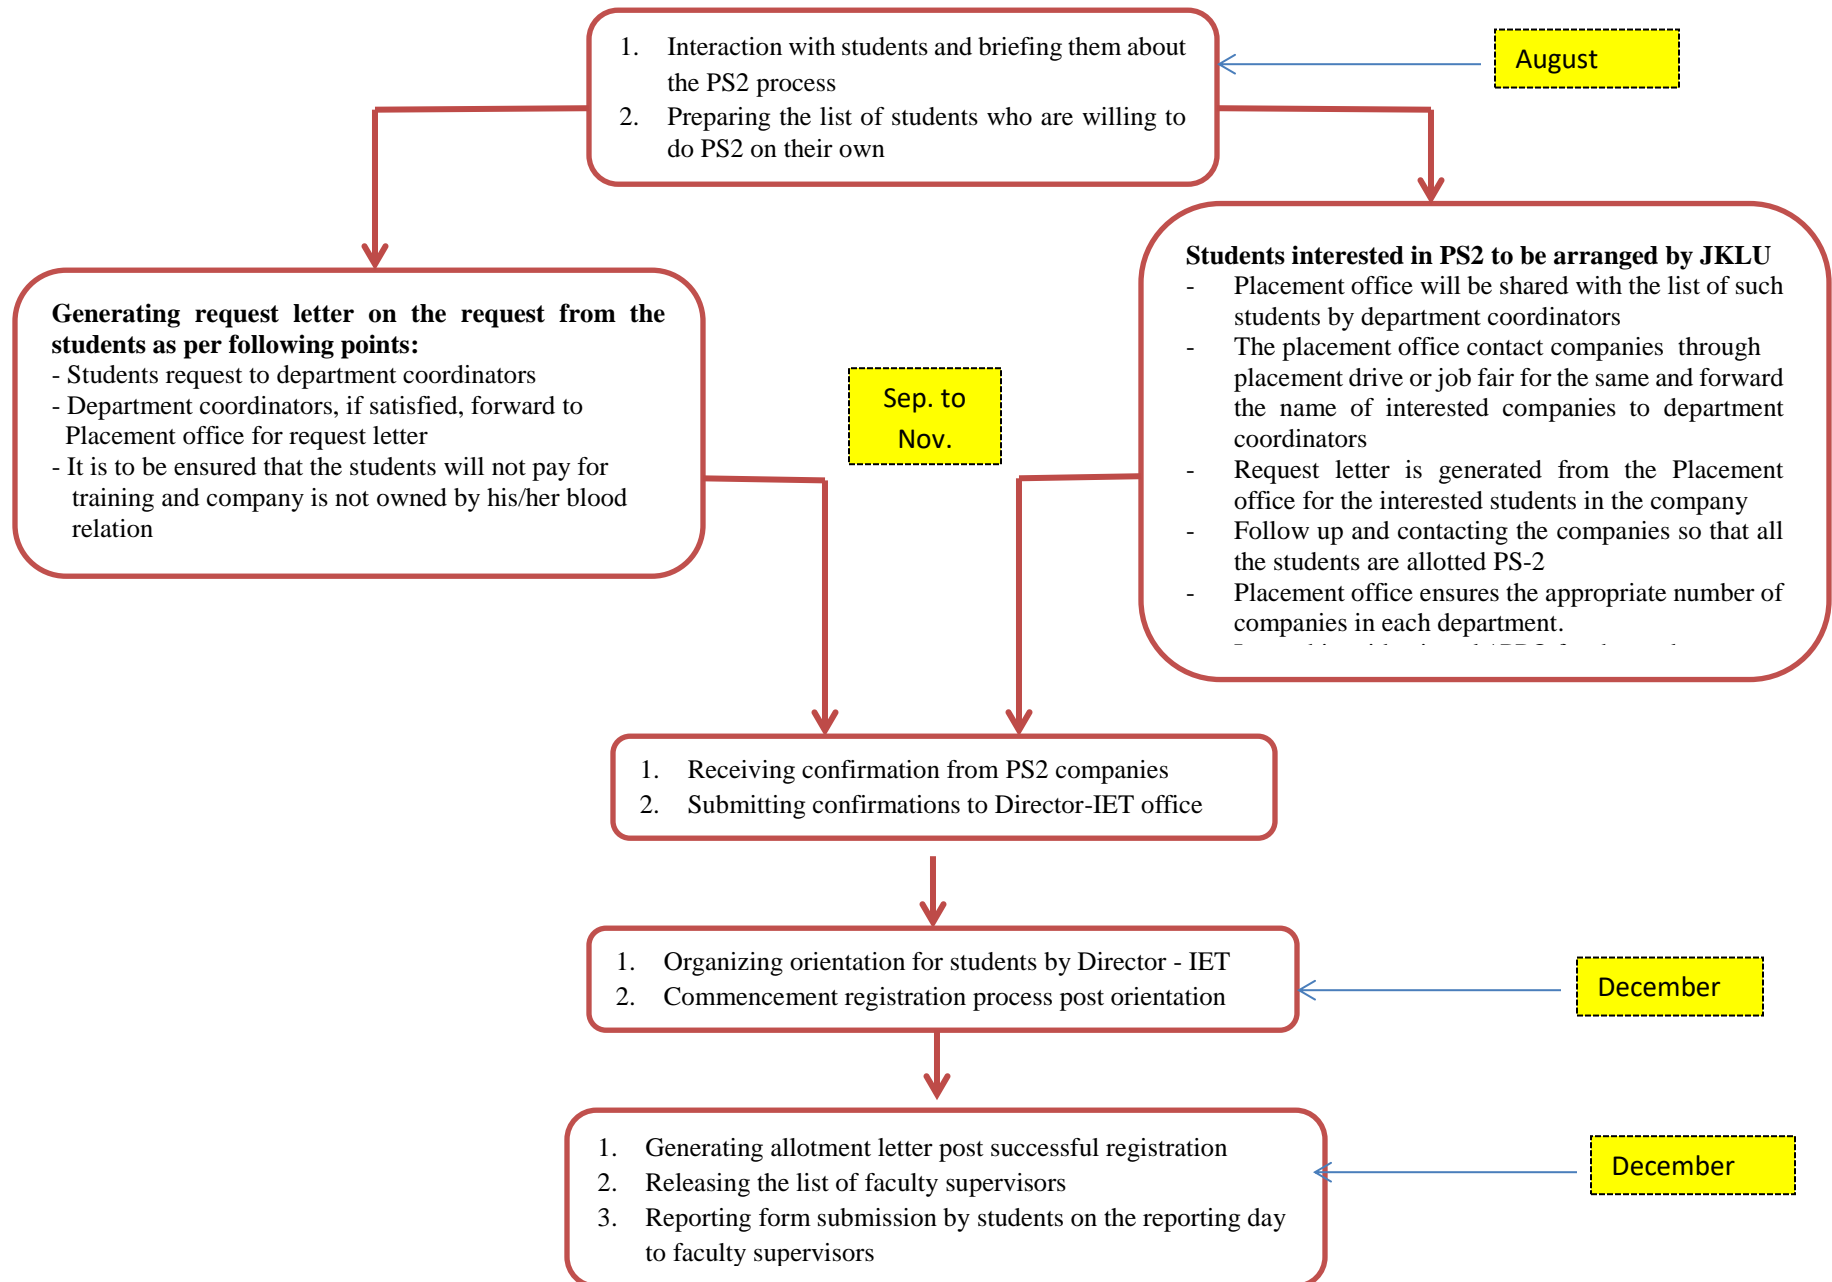 1. Interaction with students and briefing them about
the PS2 process
2. Preparing the list of students who are willing to
do PS2 on their own
August
Generating request letter on the request from the
students as per following points:
- Students request to department coordinators
- Department coordinators, if satisfied, forward to
Placement office for request letter
- It is to be ensured that the students will not pay for
training and company is not owned by his/her blood
relation
Sep. to
Nov.
Students interested in PS2 to be arranged by JKLU
- Placement office will be shared with the list of such
students by department coordinators
- The placement office contact companies through
placement drive or job fair for the same and forward
the name of interested companies to department
coordinators
- Request letter is generated from the Placement
office for the interested students in the company
- Follow up and contacting the companies so that all
the students are allotted PS-2
- Placement office ensures the appropriate number of
companies in each department.
1. Receiving confirmation from PS2 companies
2. Submitting confirmations to Director-IET office
1. Organizing orientation for students by Director - IET
2. Commencement registration process post orientation
December
1. Generating allotment letter post successful registration
2. Releasing the list of faculty supervisors
3. Reporting form submission by students on the reporting day
to faculty supervisors
December